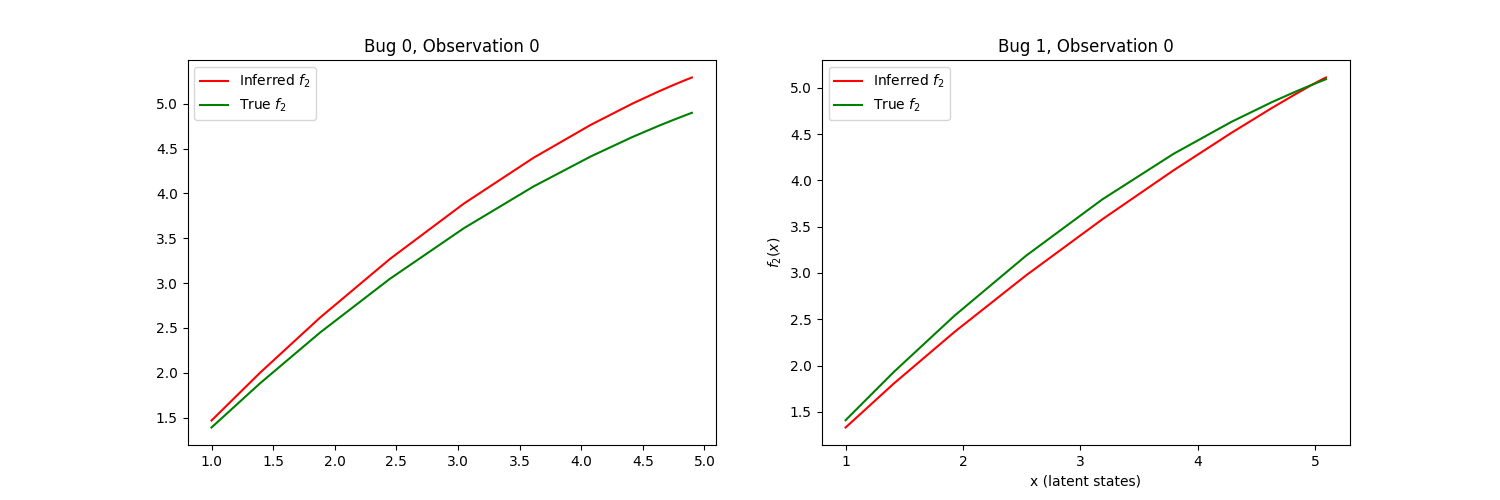 Bug 0, Observation 0
Inferred f₂
True f₂
5.0
4.5
4.0
3.5
3.0
2.5
2.0
1.5
1.0 1.5 2.0 2.5 3.0 3.5 4.0 4.5 5.0
Bug 1, Observation 0
Inferred f₂
True f₂
f₂(x)
5.0
4.5
4.0
3.5
3.0
2.5
2.0
1.5
1 2 3 4 5
x (latent states)